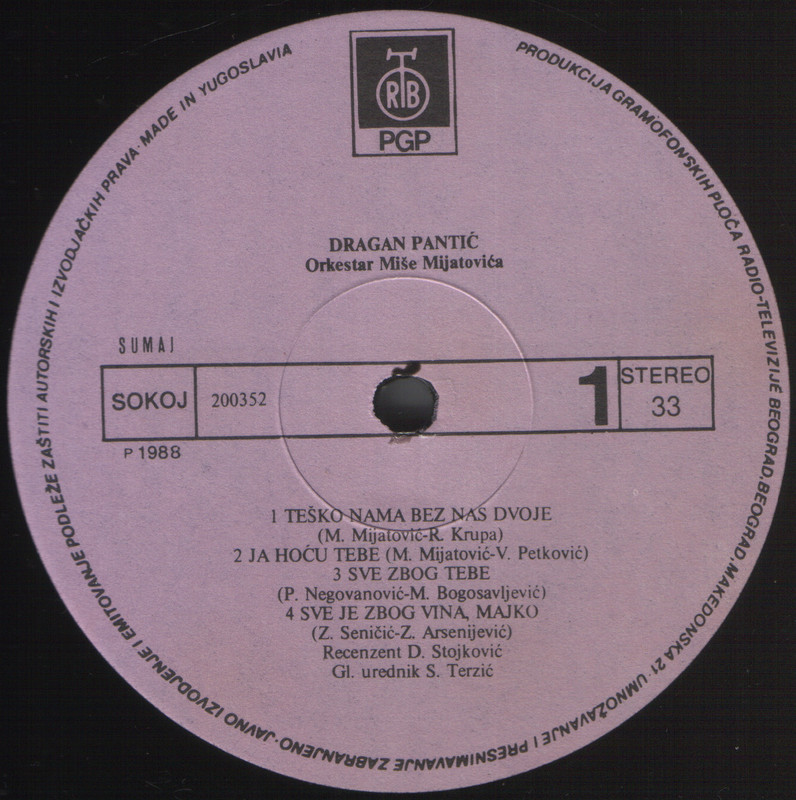 PRODUKCIJA GRAMOFONSKIH PLOČA RADIO-TELEVIZIJE BEOGRAD, BEOGRAD, MAKEDONSKA 21 · UMNOŽAVANJE I PRESNIMAVANJE ZABRANJENO · JAVNO IZVODJENJE I EMITOVANJE PODLEŽE ZAŠTITI AUTORSKIH I IZVODJAČKIH PRAVA · MADE IN YUGOSLAVIA
RTB
PGP
DRAGAN PANTIĆ
Orkestar Miše Mijatovića
SUMAJ
SOKOJ 200352 1 STEREO
33
P 1988
1 TEŠKO NAMA BEZ NAS DVOJE
(M. Mijatović-R. Krupa)
2 JA HOĆU TEBE (M. Mijatović-V. Petković)
3 SVE ZBOG TEBE
(P. Negovanović-M. Bogosavljević)
4 SVE JE ZBOG VINA, MAJKO
(Z. Seničić-Z. Arsenijević)
Recenzent D. Stojković
Gl. urednik S. Terzić